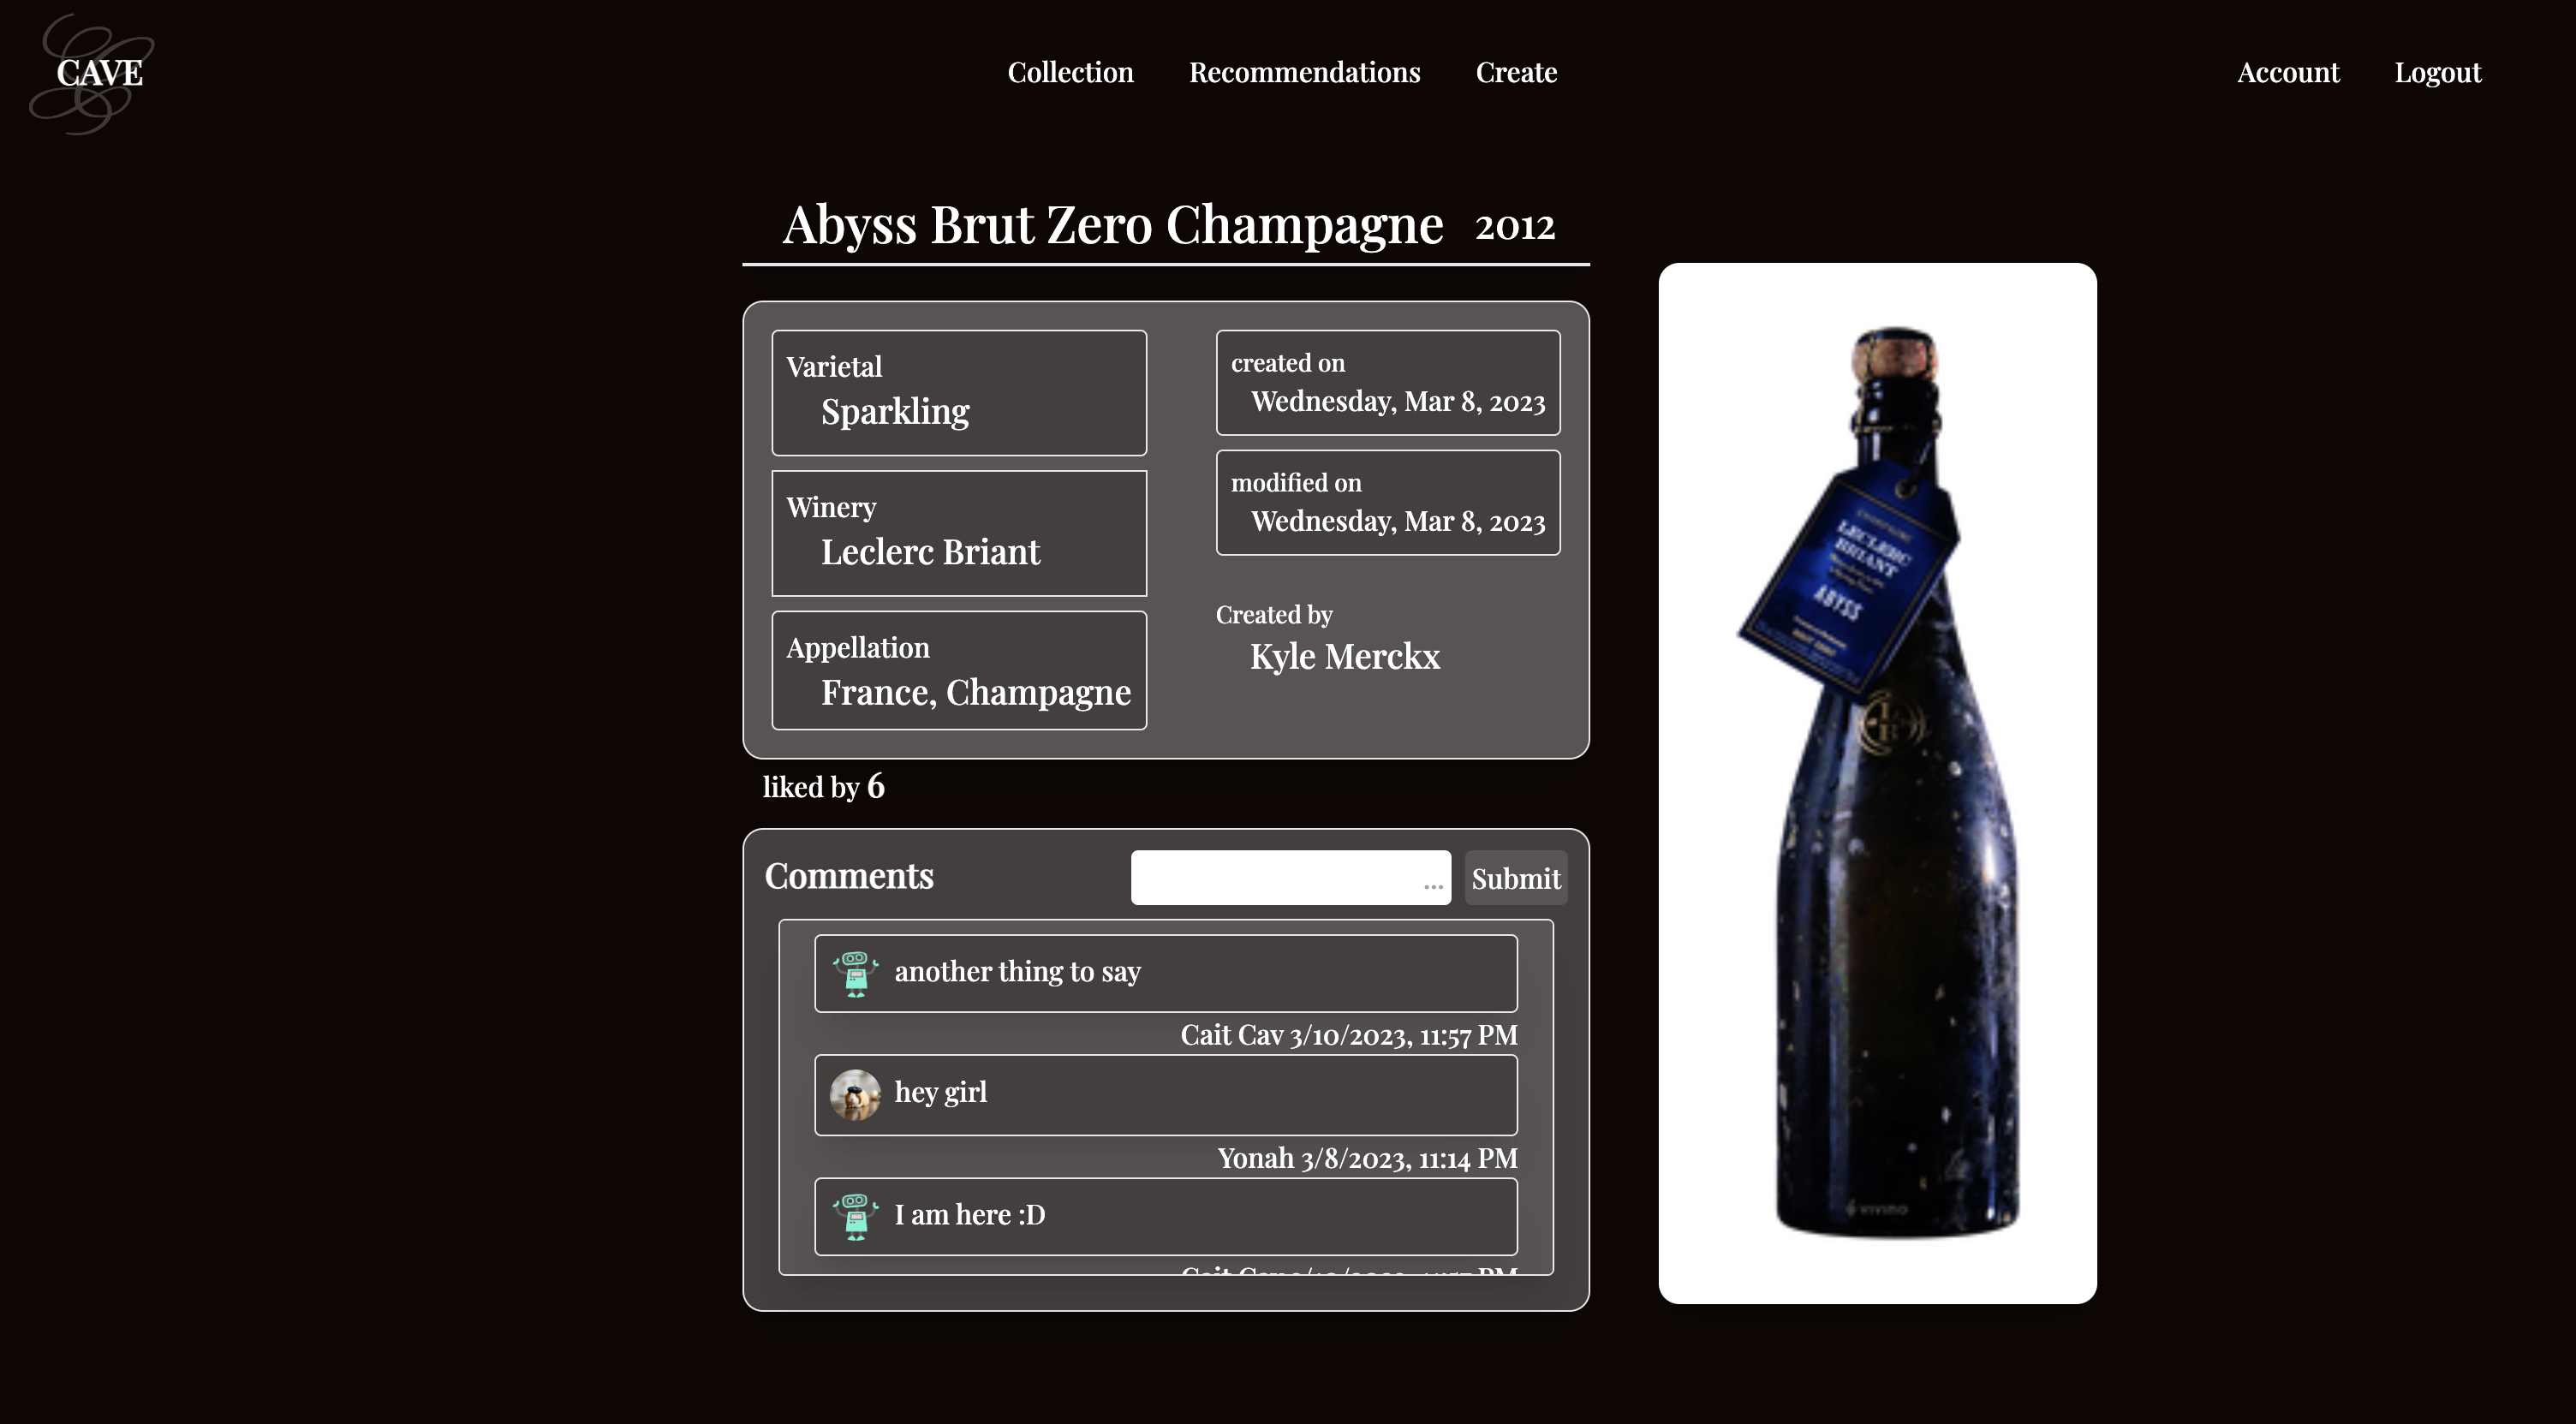 CAVE
Collection Recommendations Create
Account Logout
Abyss Brut Zero Champagne 2012
Varietal
Sparkling
Winery
Leclerc Briant
Appellation
France, Champagne
created on
Wednesday, Mar 8, 2023
modified on
Wednesday, Mar 8, 2023
Created by
Kyle Merckx
liked by 6
Comments
...
Submit
another thing to say
Cait Cav 3/10/2023, 11:57 PM
hey girl
Yonah 3/8/2023, 11:14 PM
I am here :D
CHAMPAGNE
LECLERC
BRIANT
ABYSS
L
B
VIVINO